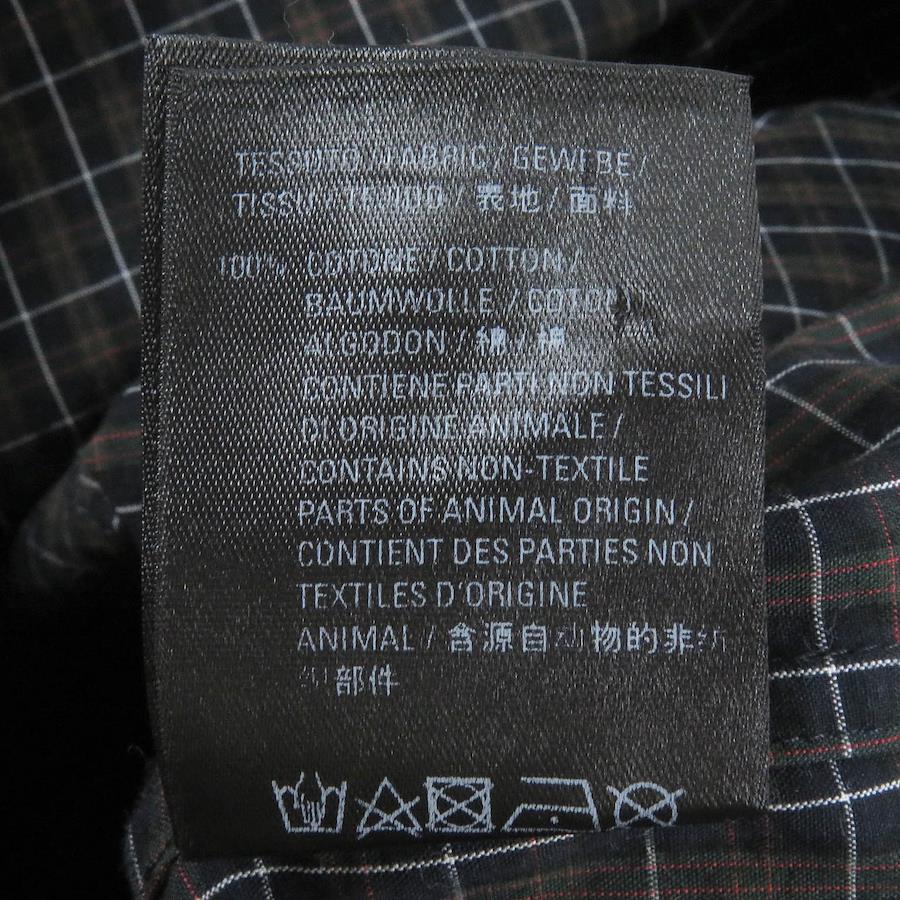 TESSUTO / FABRIC / GEWEBE /
TISSU / TEJIDO / 表地 / 面料
100% COTONE / COTTON /
BAUMWOLLE / COTON /
ALGODON / 綿 / 棉
CONTIENE PARTI NON TESSILI
DI ORIGINE ANIMALE /
CONTAINS NON-TEXTILE
PARTS OF ANIMAL ORIGIN /
CONTIENT DES PARTIES NON
TEXTILES D'ORIGINE
ANIMAL / 含源自动物的非纺
织部件